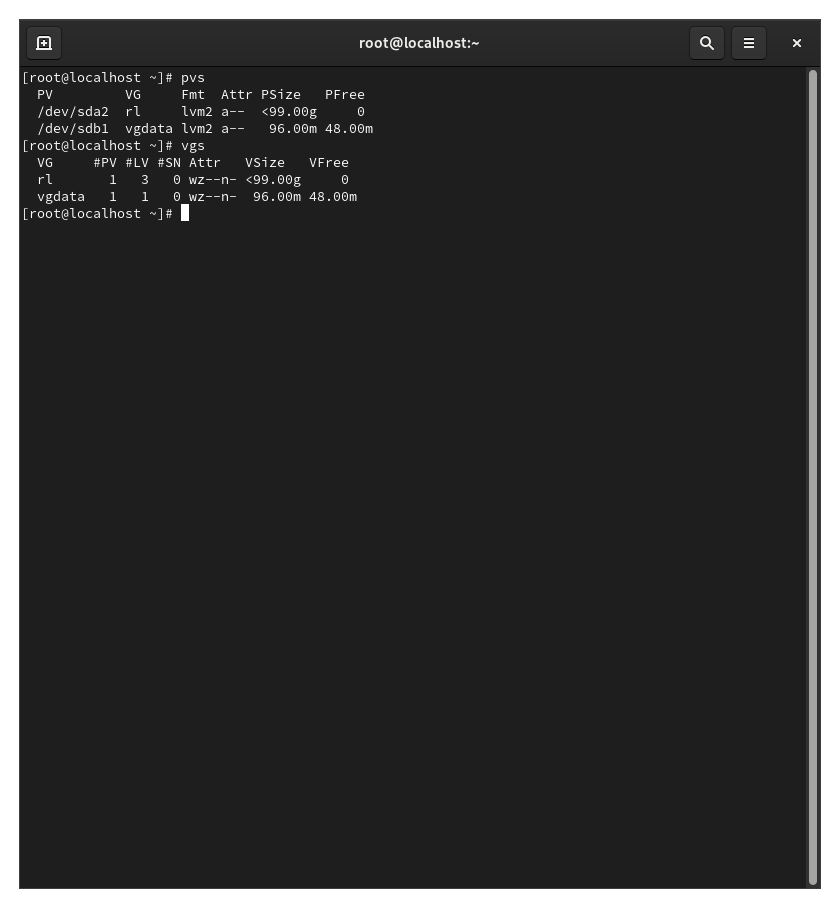 root@localhost:~
[root@localhost ~]# pvs
  PV         VG     Fmt  Attr PSize   PFree
  /dev/sda2  rl     lvm2 a--  <99.00g     0
  /dev/sdb1  vgdata lvm2 a--   96.00m 48.00m
[root@localhost ~]# vgs
  VG     #PV #LV #SN Attr   VSize   VFree
  rl       1   3   0 wz--n- <99.00g     0
  vgdata   1   1   0 wz--n-  96.00m 48.00m
[root@localhost ~]#